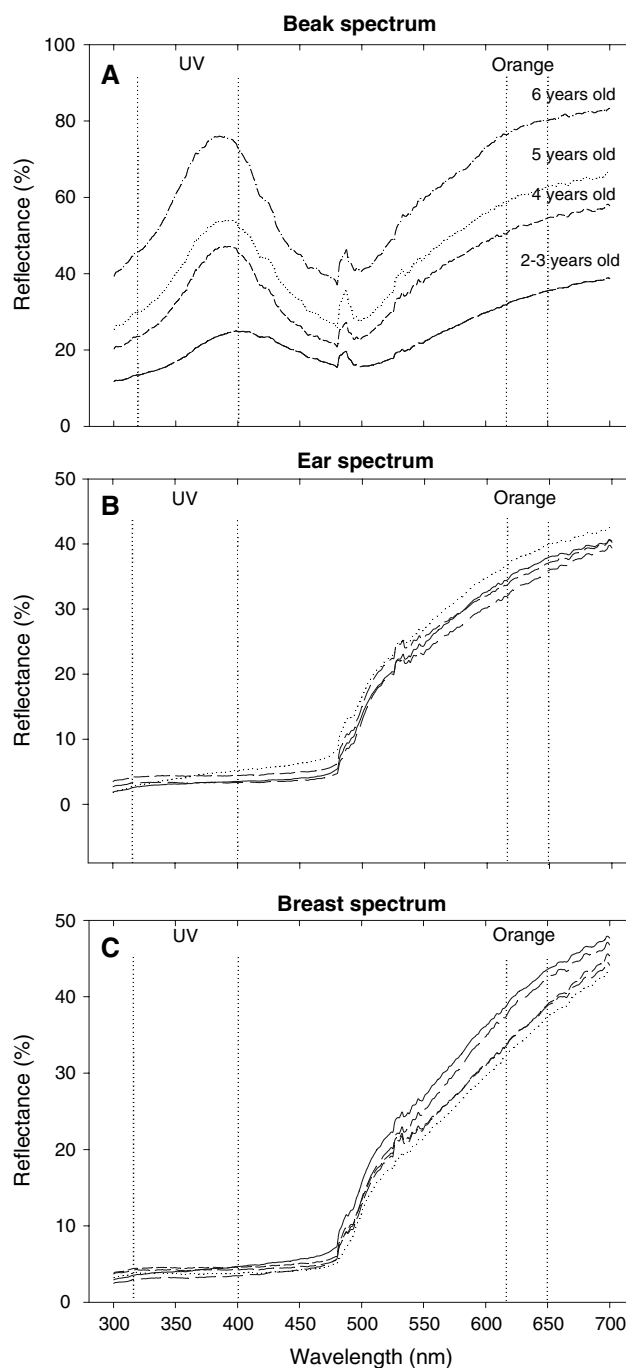 Beak spectrum
A
UV
Orange
100
80
60
40
20
0
Reflectance (%)
6 years old
5 years old
4 years old
2-3 years old
Ear spectrum
B
UV
Orange
50
40
30
20
10
0
Reflectance (%)
Breast spectrum
C
UV
Orange
50
40
30
20
10
0
Reflectance (%)
300 350 400 450 500 550 600 650 700
Wavelength (nm)